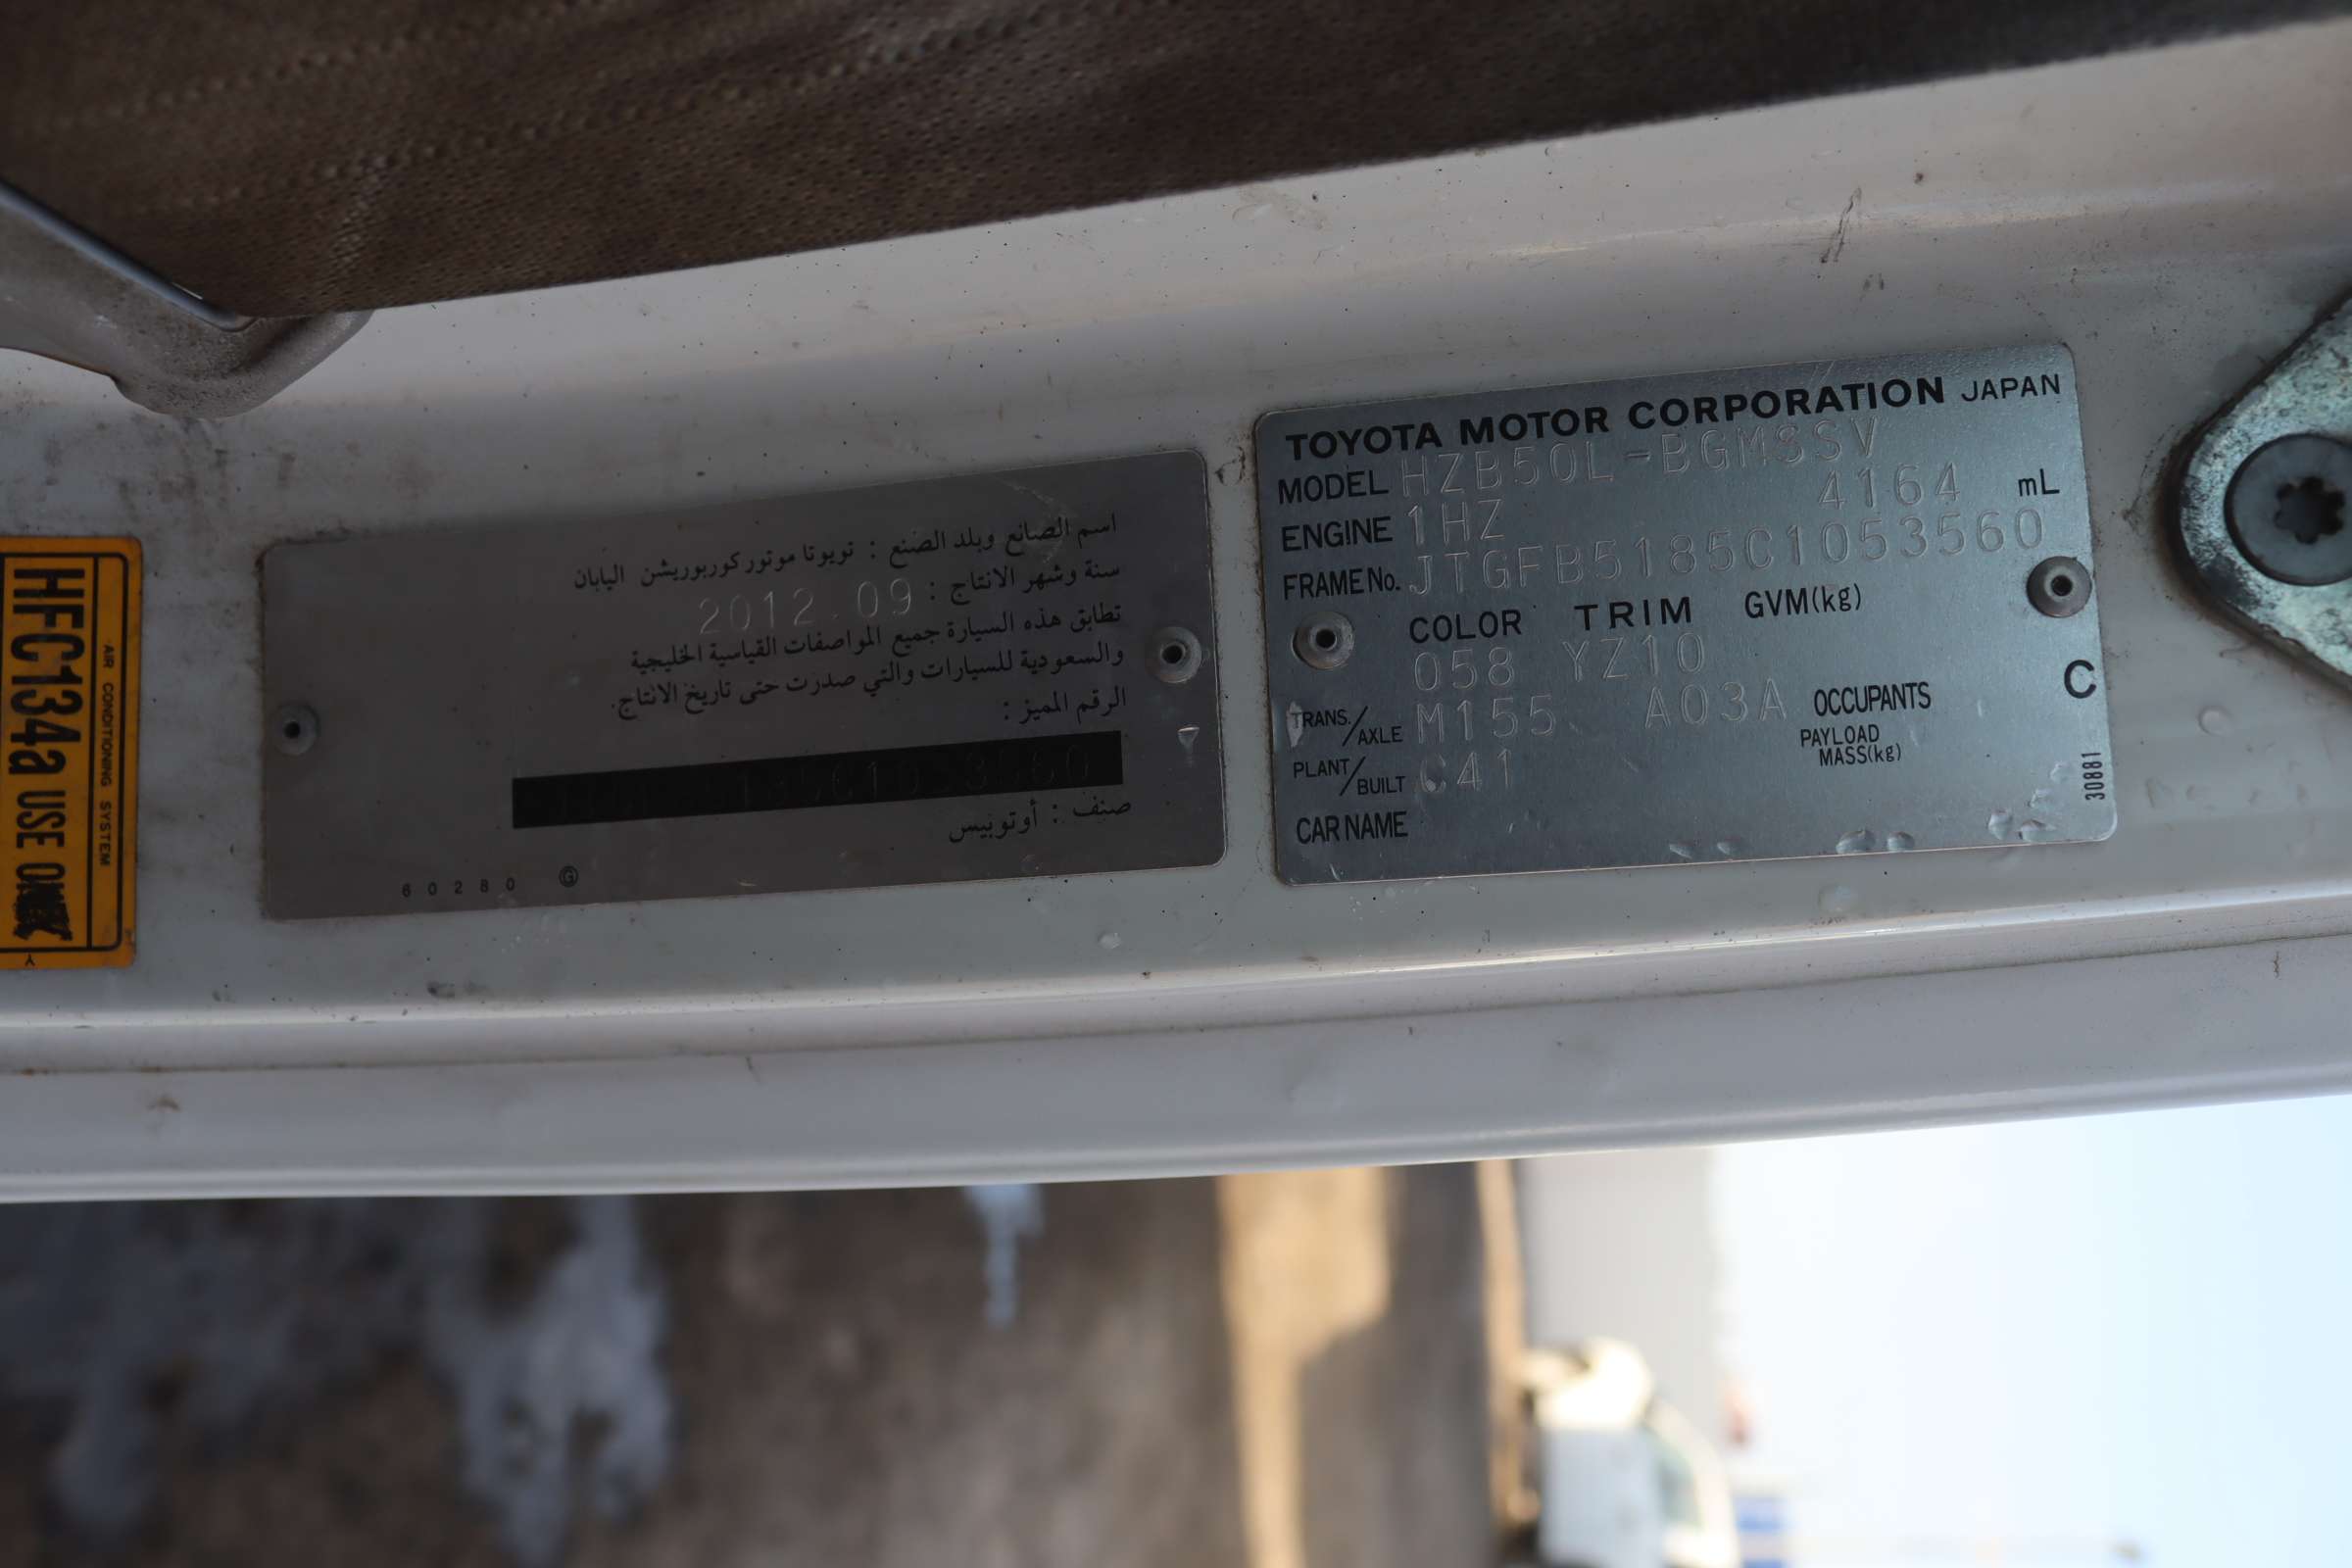 HFC134a USE ONLY
AIR CONDITIONING SYSTEM
اسم الصانع وبلد الصنع : تويوتا موتور كوربوريشن اليابان
سنة وشهر الانتاج : 2012.09
تطابق هذه السيارة جميع المواصفات القياسية الخليجية
والسعودية للسيارات والتي صدرت حتى تاريخ الانتاج.
الرقم المميز :
صنف : أوتوبيس
60280 G
TOYOTA MOTOR CORPORATION JAPAN
MODEL HZB50L-BGMSSV
ENGINE 1HZ 4164 mL
FRAME No. JTGFB5185C1053560
COLOR TRIM GVM(kg)
058 YZ10
TRANS./AXLE M155 A03A OCCUPANTS
C
PAYLOAD MASS(kg)
PLANT/BUILT C41
CAR NAME
30881